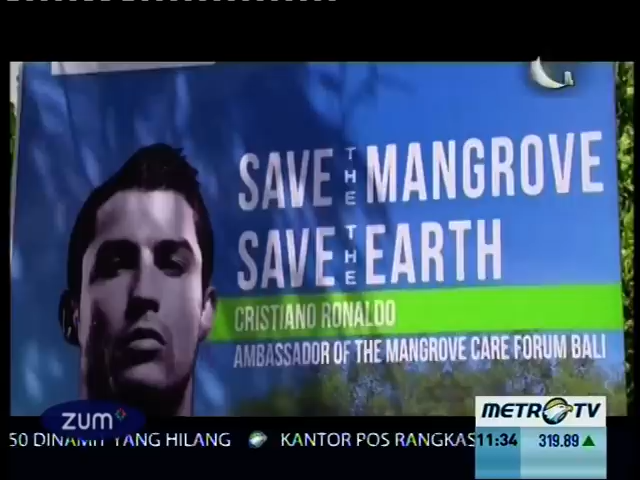 SAVE THE MANGROVE
SAVE THE EARTH
CRISTIANO RONALDO
AMBASSADOR OF THE MANGROVE CARE FORUM BALI
zum
METRO TV
50 DINAMIT YANG HILANG KANTOR POS RANGKAS
11:34 319.89